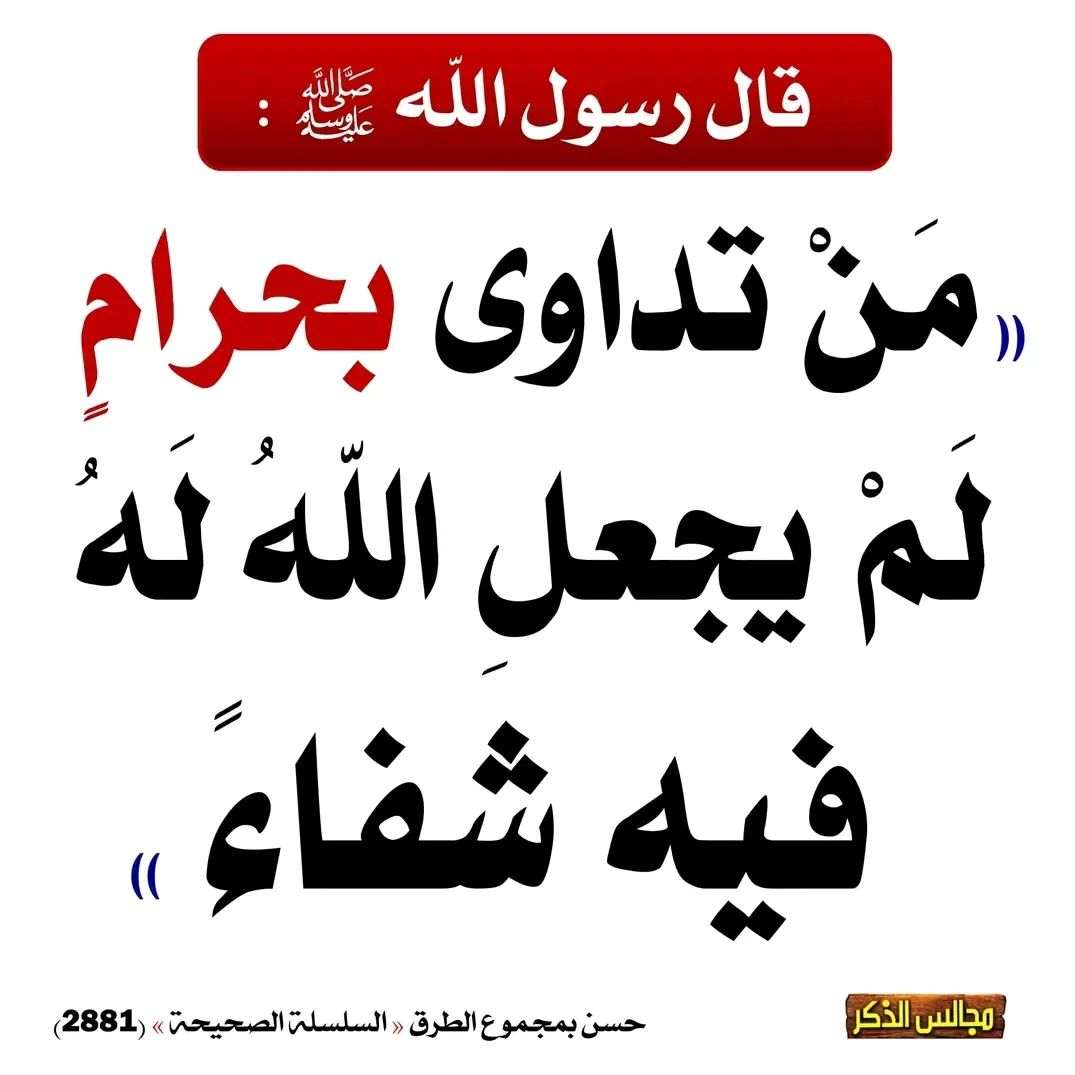 قال رسول اللّه ﷺ :
(( مَنْ تداوى بحرامٍ
لَمْ يجعلِ اللّهُ لَهُ
فيه شفاءً ))
حسن بمجموع الطرق « السلسلة الصحيحة » (2881)
مجالس الذكر